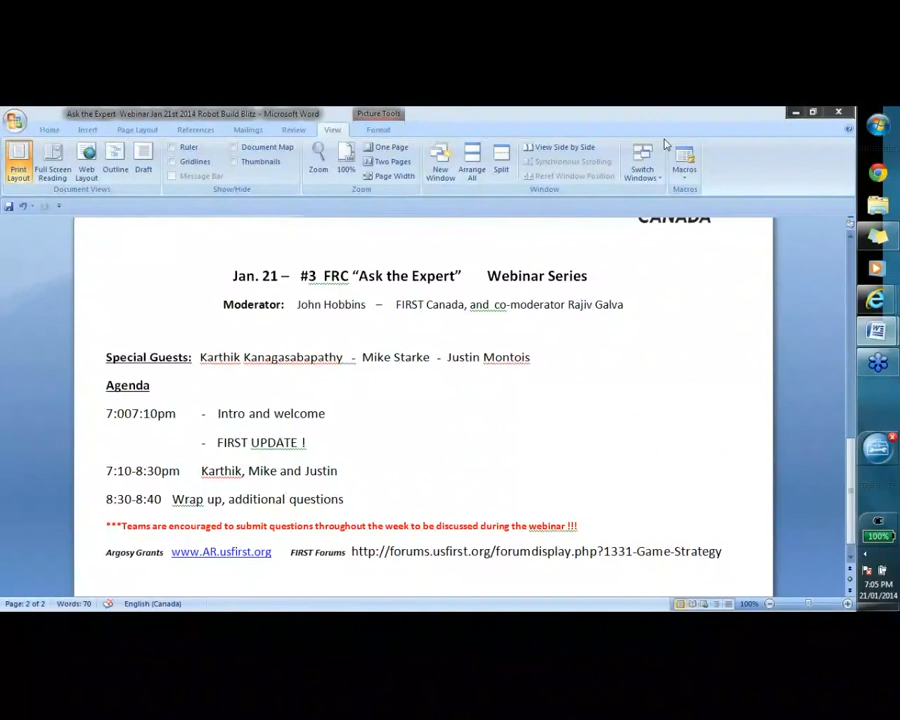 Ask the Expert Webinar Jan 21st 2014 Robot Build Blitz - Microsoft Word Picture Tools
Home Insert Page Layout References Mailings Review View Format
Ruler Document Map One Page View Side by Side
Gridlines Thumbnails Two Pages Synchronous Scrolling
Message Bar Page Width Reset Window Position
Print Layout Full Screen Reading Web Layout Outline Draft Zoom 100% New Window Arrange All Split Switch Windows Macros
Document Views Show/Hide Zoom Window Macros
CANADA
Jan. 21 – #3 FRC “Ask the Expert” Webinar Series
Moderator: John Hobbins – FIRST Canada, and co-moderator Rajiv Galva
Special Guests: Karthik Kanagasabapathy - Mike Starke - Justin Montois
Agenda
7:007:10pm - Intro and welcome
- FIRST UPDATE !
7:10-8:30pm Karthik, Mike and Justin
8:30-8:40 Wrap up, additional questions
***Teams are encouraged to submit questions throughout the week to be discussed during the webinar !!!
Argosy Grants www.AR.usfirst.org FIRST Forums http://forums.usfirst.org/forumdisplay.php?1331-Game-Strategy
Page: 2 of 2 Words: 70 English (Canada) 100%
100%
7:05 PM
21/01/2014